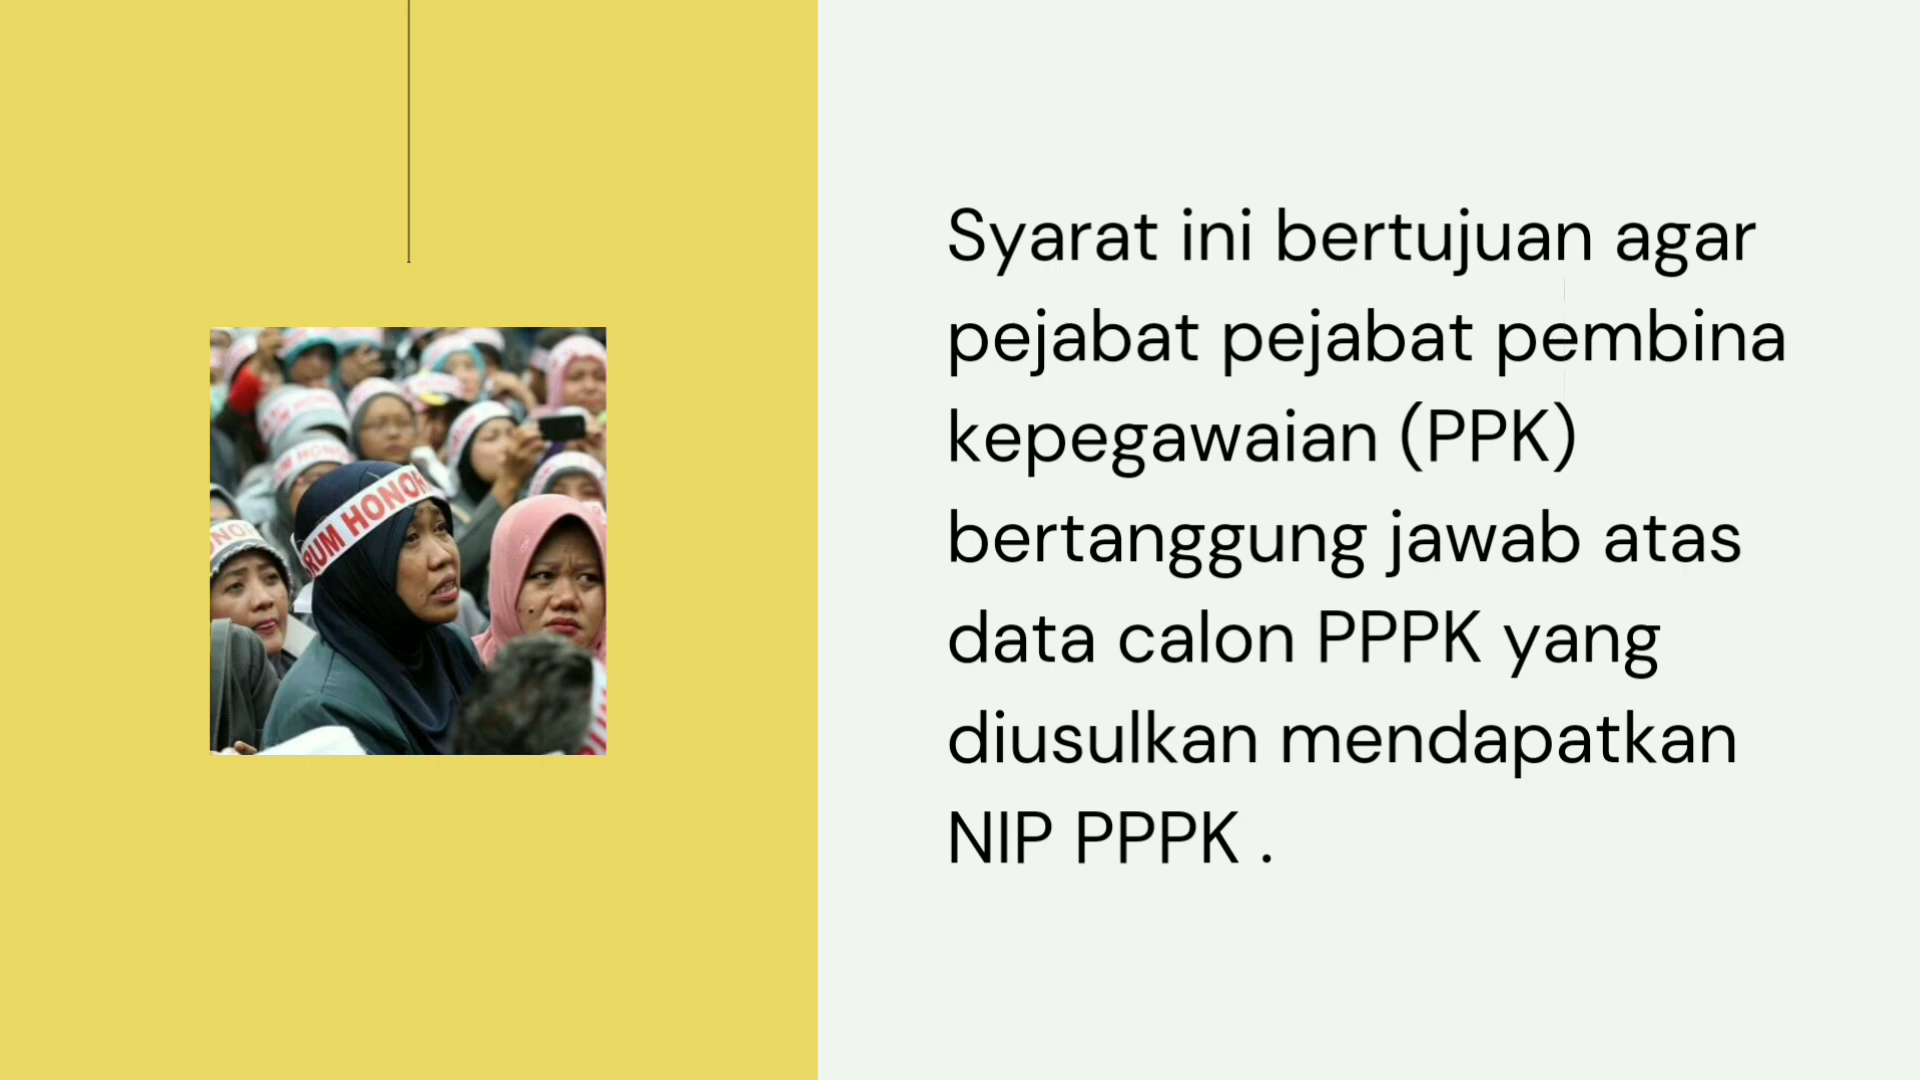 Syarat ini bertujuan agar
pejabat pejabat pembina
kepegawaian (PPK)
bertanggung jawab atas
data calon PPPK yang
diusulkan mendapatkan
NIP PPPK .
RUM HONOR